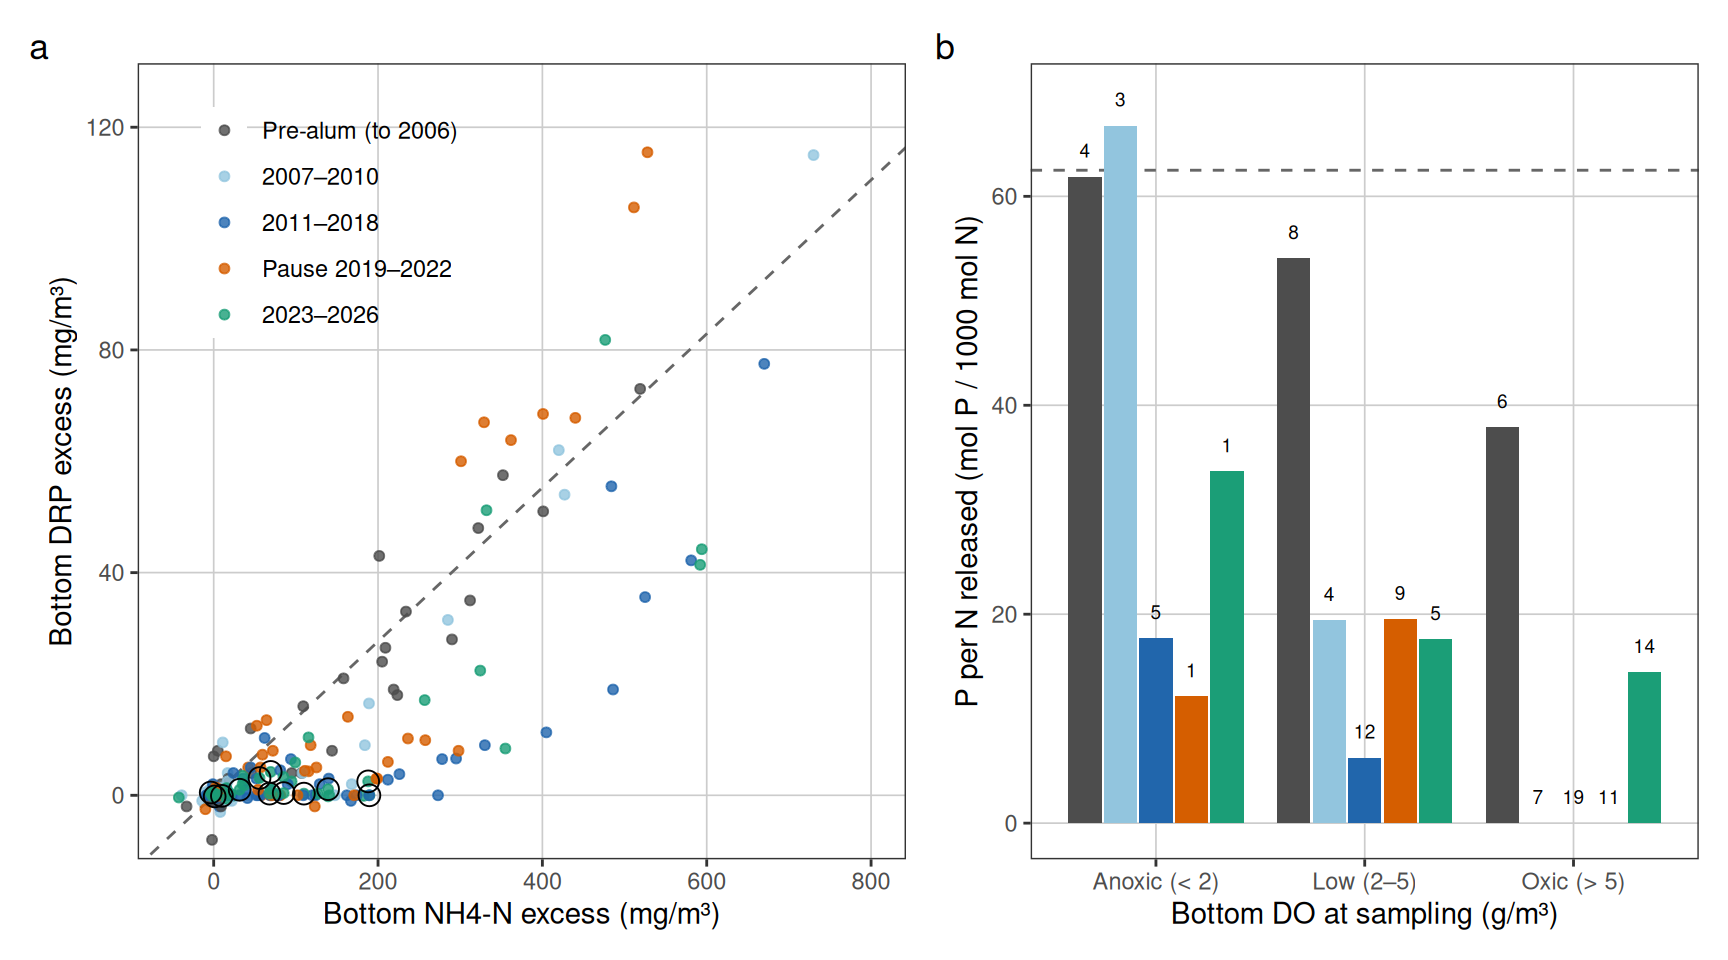 a
120
80
40
0
0 200 400 600 800
Bottom DRP excess (mg/m³)
Bottom NH4-N excess (mg/m³)
Pre-alum (to 2006)
2007–2010
2011–2018
Pause 2019–2022
2023–2026
b
60
40
20
0
P per N released (mol P / 1000 mol N)
4 3 5 1 1
8 4 12 9 5
6 7 19 11 14
Anoxic (< 2) Low (2–5) Oxic (> 5)
Bottom DO at sampling (g/m³)